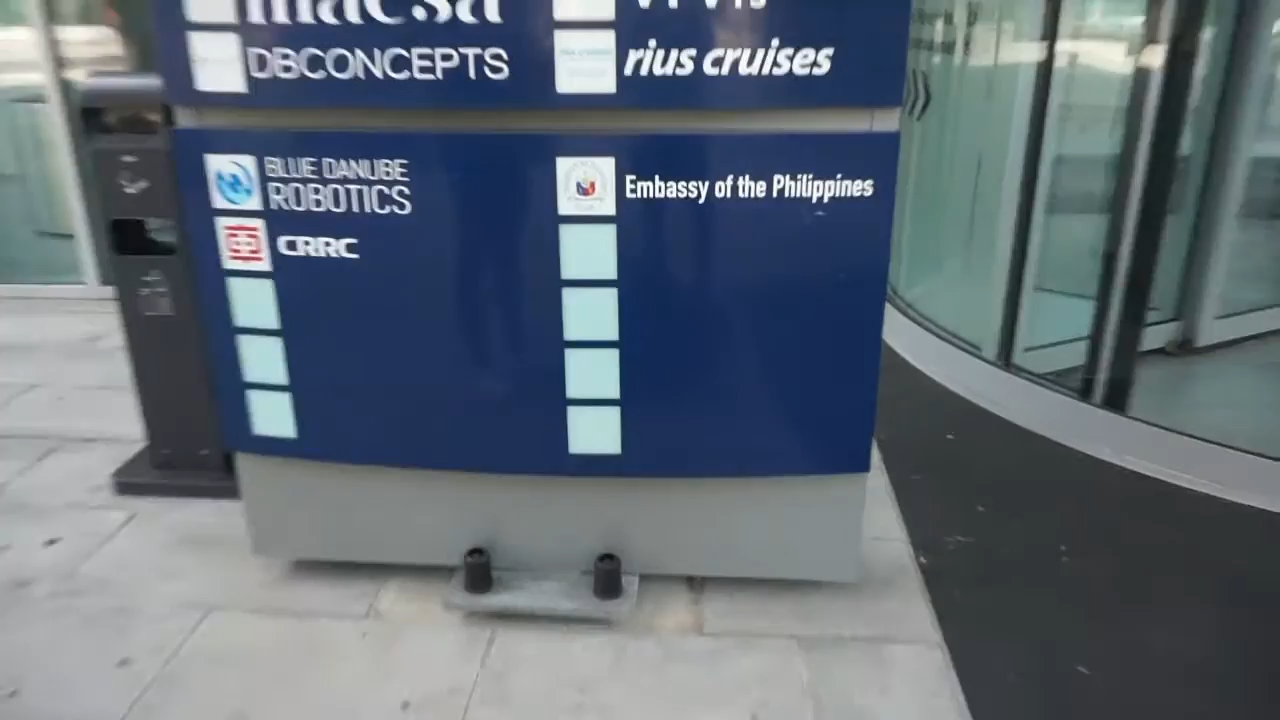 DBCONCEPTS
rius cruises
BLUE DANUBE
ROBOTICS
CRRC
Embassy of the Philippines